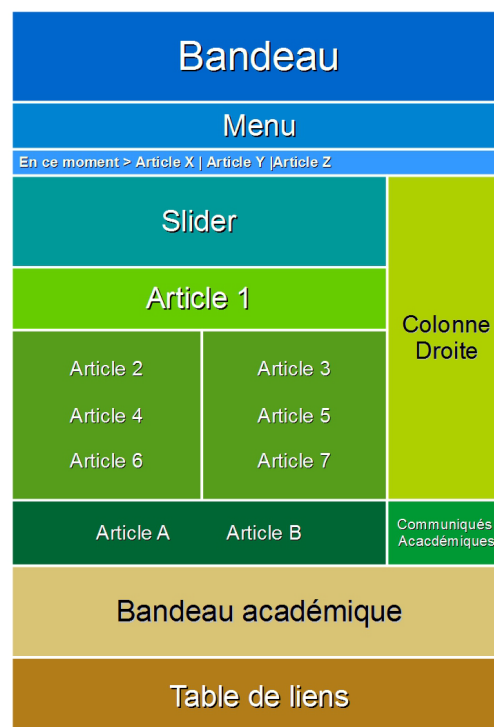 Bandeau
Menu
En ce moment > Article X | Article Y |Article Z
Slider
Article 1
Colonne
Droite
Article 2
Article 3
Article 4
Article 5
Article 6
Article 7
Article A
Article B
Communiqués
Acacdémiques
Bandeau académique
Table de liens